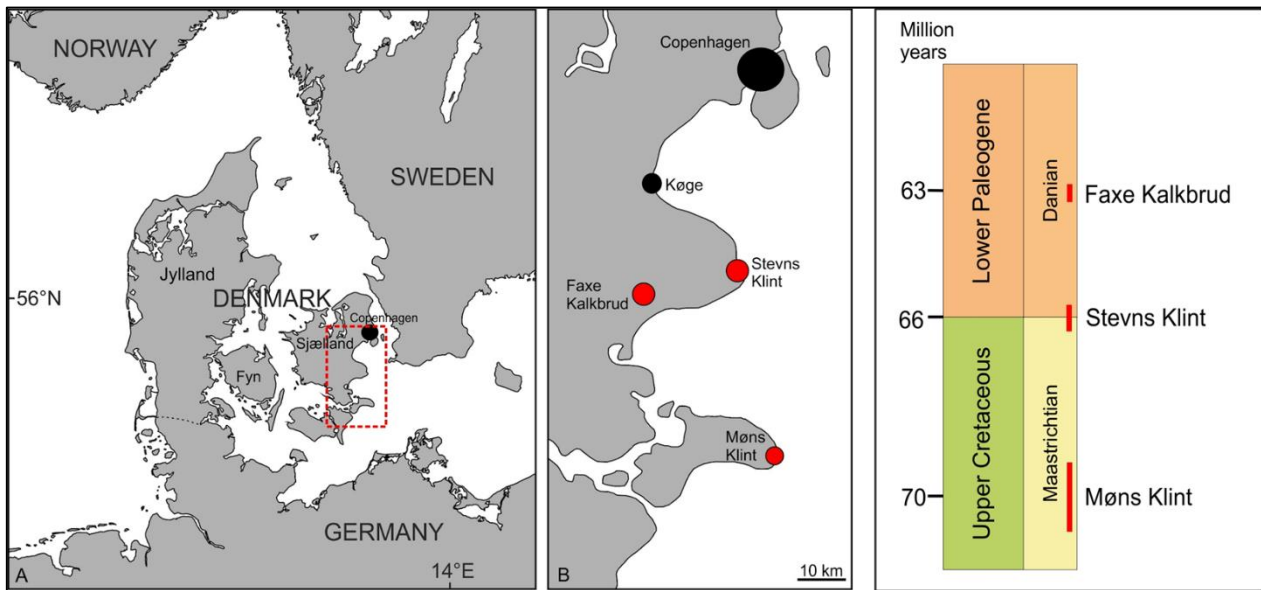 NORWAY
SWEDEN
Jylland
56°N
DENMARK
Copenhagen
Sjælland
Fyn
GERMANY
A
14°E
Copenhagen
Køge
Stevns
Klint
Faxe
Kalkbrud
Møns
Klint
B
10 km
Million
years
63
66
70
Lower Paleogene
Upper Cretaceous
Danian
Maastrichtian
Faxe Kalkbrud
Stevns Klint
Møns Klint